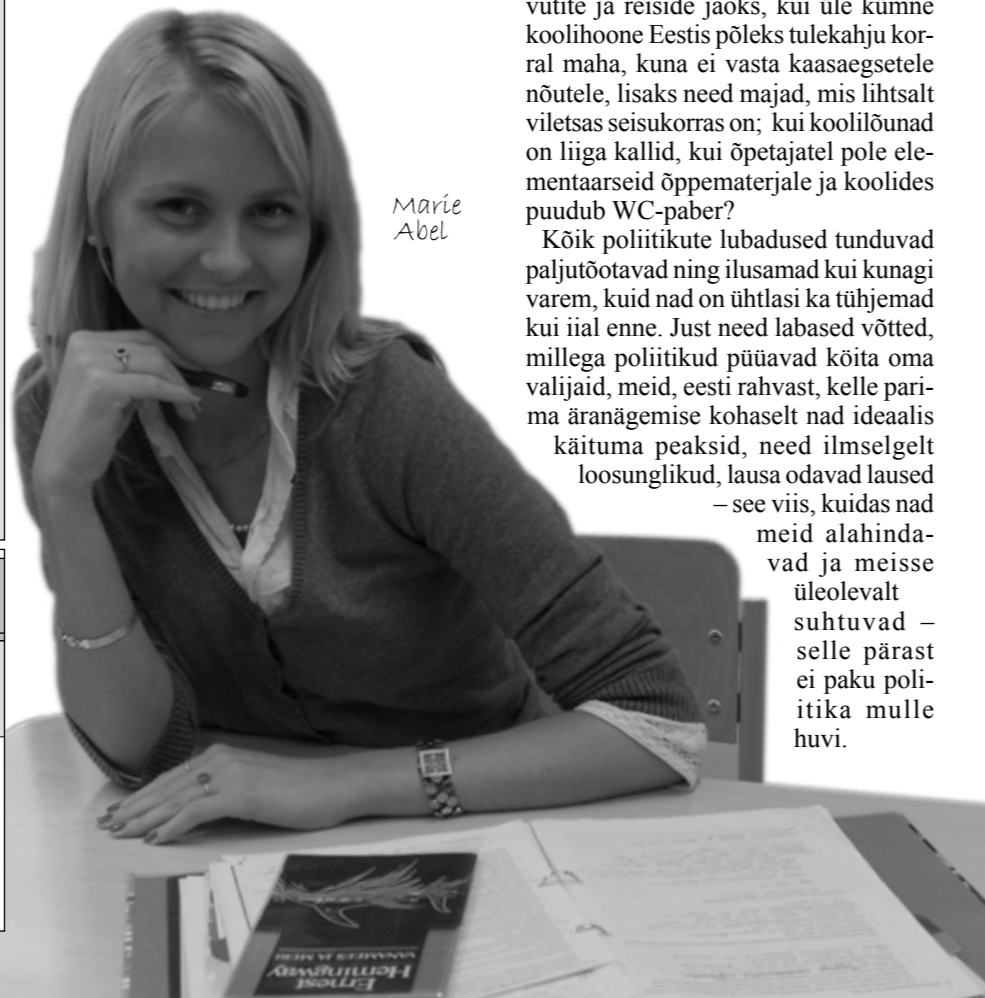 vutite ja reiside jaoks, kui üle kümne
koolihoone Eestis põleks tulekahju kor-
ral maha, kuna ei vasta kaasaegsetele
nõutele, lisaks need majad, mis lihtsalt
viletsas seisukorras on; kui koolilõunad
on liiga kallid, kui õpetajatel pole ele-
mentaarseid õppematerjale ja koolides
puudub WC-paber?
Kõik poliitikute lubadused tunduvad
paljutõotavad ning ilusamad kui kunagi
varem, kuid nad on ühtlasi ka tühjemad
kui iial enne. Just need labased võtted,
millega poliitikud püüavad köita oma
valijaid, meid, eesti rahvast, kelle pari-
ma äranägemise kohaselt nad ideaalis
käituma peaksid, need ilmselgelt
loosunglikud, lausa odavad laused
– see viis, kuidas nad
meid alahinda-
vad ja meisse
üleolevalt
suhtuvad –
selle pärast
ei paku poli-
itika mulle
huvi.
Marie
Abel
Ernest
Hemingway
VANAMEES JA MERI